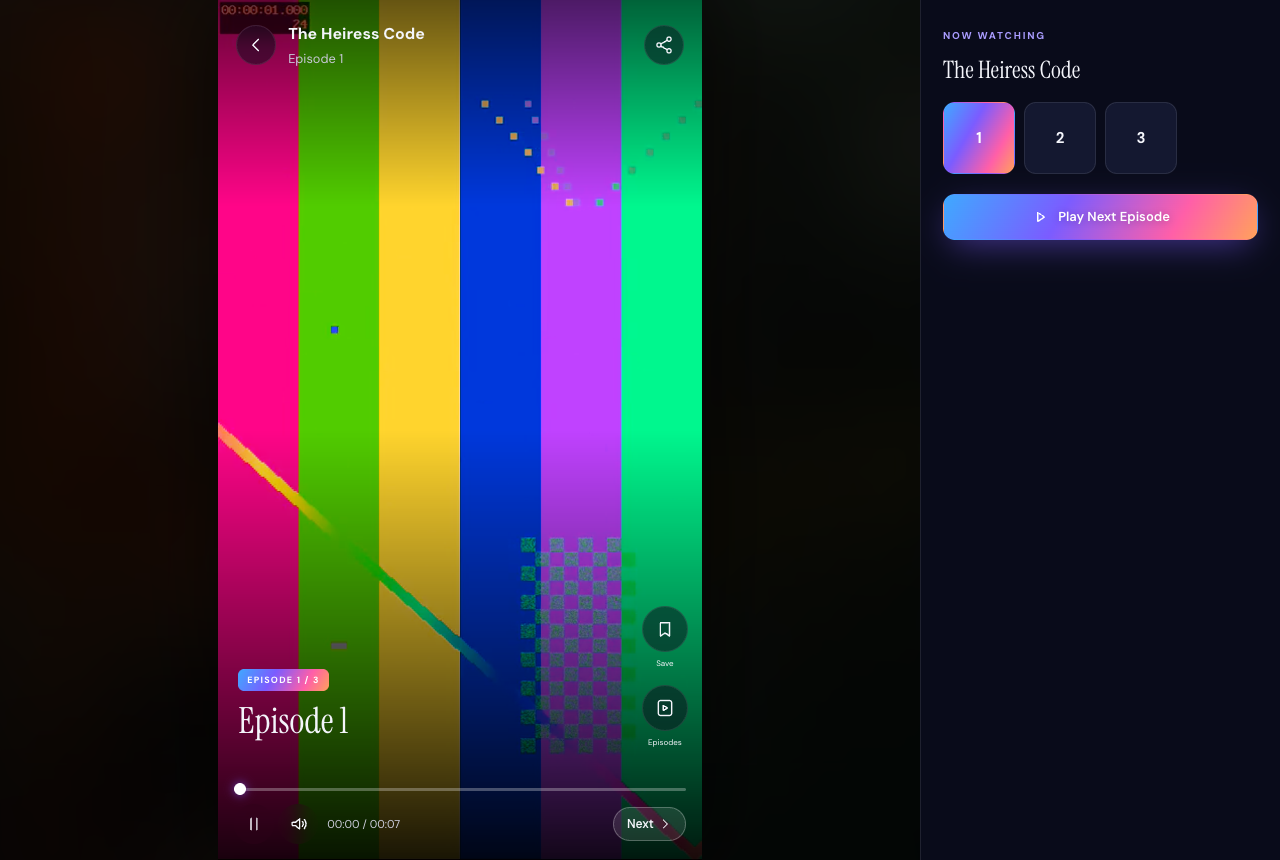 00:00:01.000
24
The Heiress Code
Episode 1
NOW WATCHING
The Heiress Code
1
2
3
Play Next Episode
Save
Episodes
EPISODE 1 / 3
Episode 1
00:00 / 00:07
Next